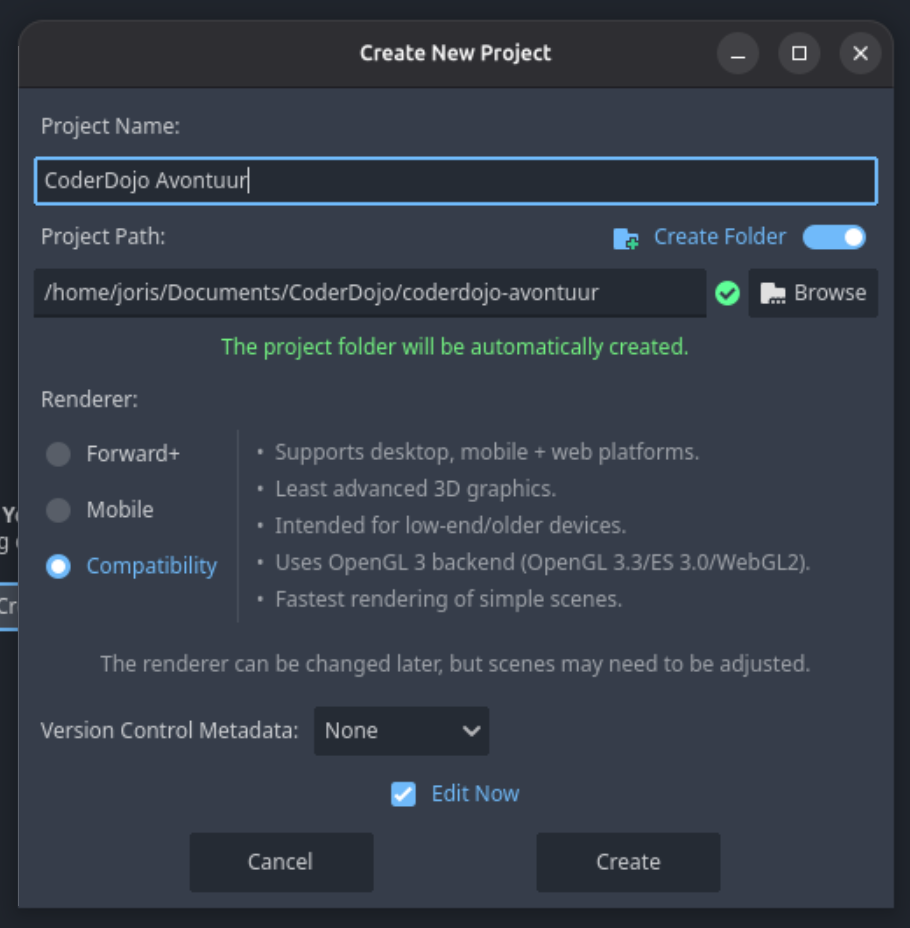 Create New Project
Project Name:
CoderDojo Avontuur
Project Path:
Create Folder
/home/joris/Documents/CoderDojo/coderdojo-avontuur
Browse
The project folder will be automatically created.
Renderer:
Forward+
Mobile
Compatibility
• Supports desktop, mobile + web platforms.
• Least advanced 3D graphics.
• Intended for low-end/older devices.
• Uses OpenGL 3 backend (OpenGL 3.3/ES 3.0/WebGL2).
• Fastest rendering of simple scenes.
The renderer can be changed later, but scenes may need to be adjusted.
Version Control Metadata: None
Edit Now
Cancel
Create